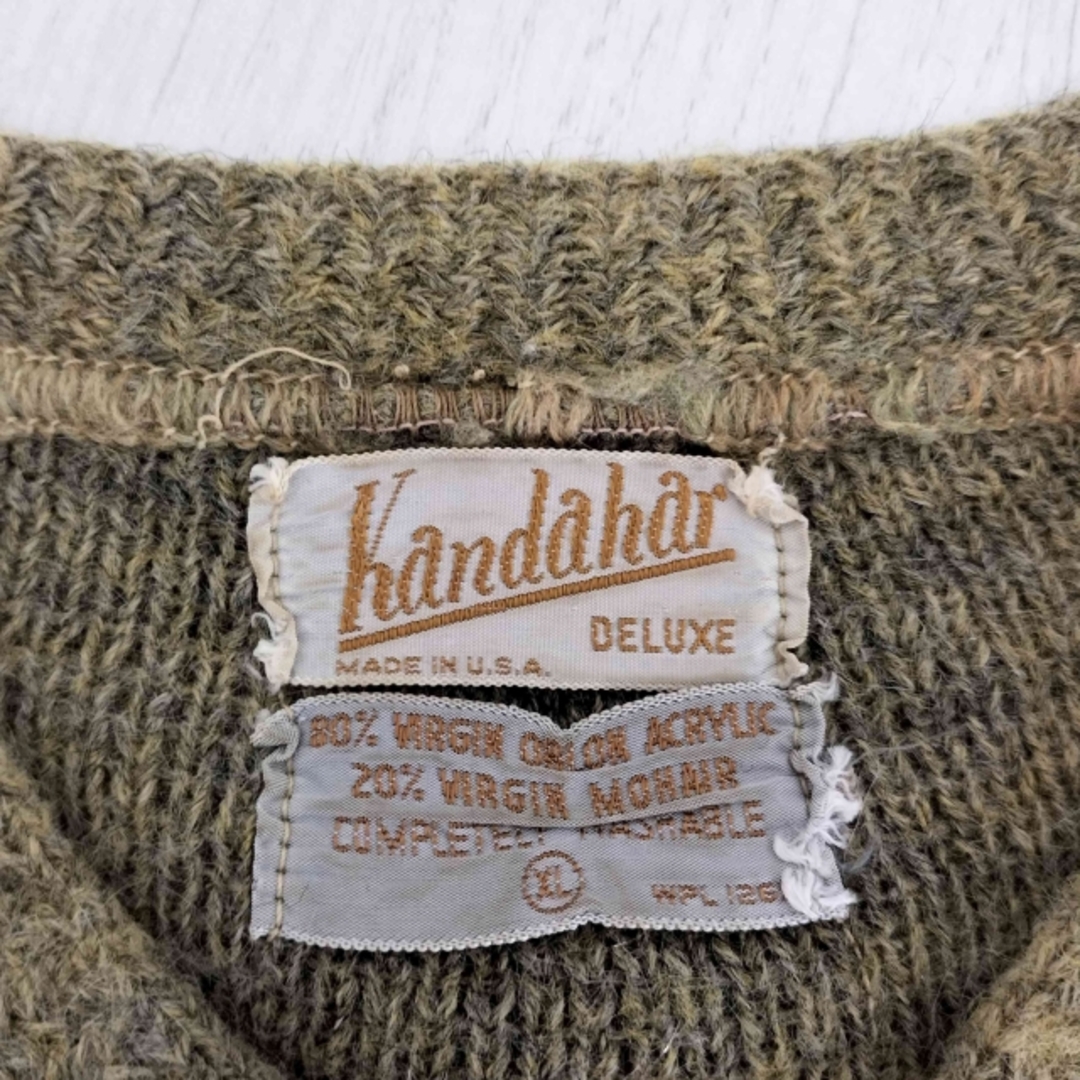 Kandahar
DELUXE
MADE IN U.S.A.
80% VIRGIN ORLON ACRYLIC
20% VIRGIN MOHAIR
COMPLETELY WASHABLE
XL
WPL 126